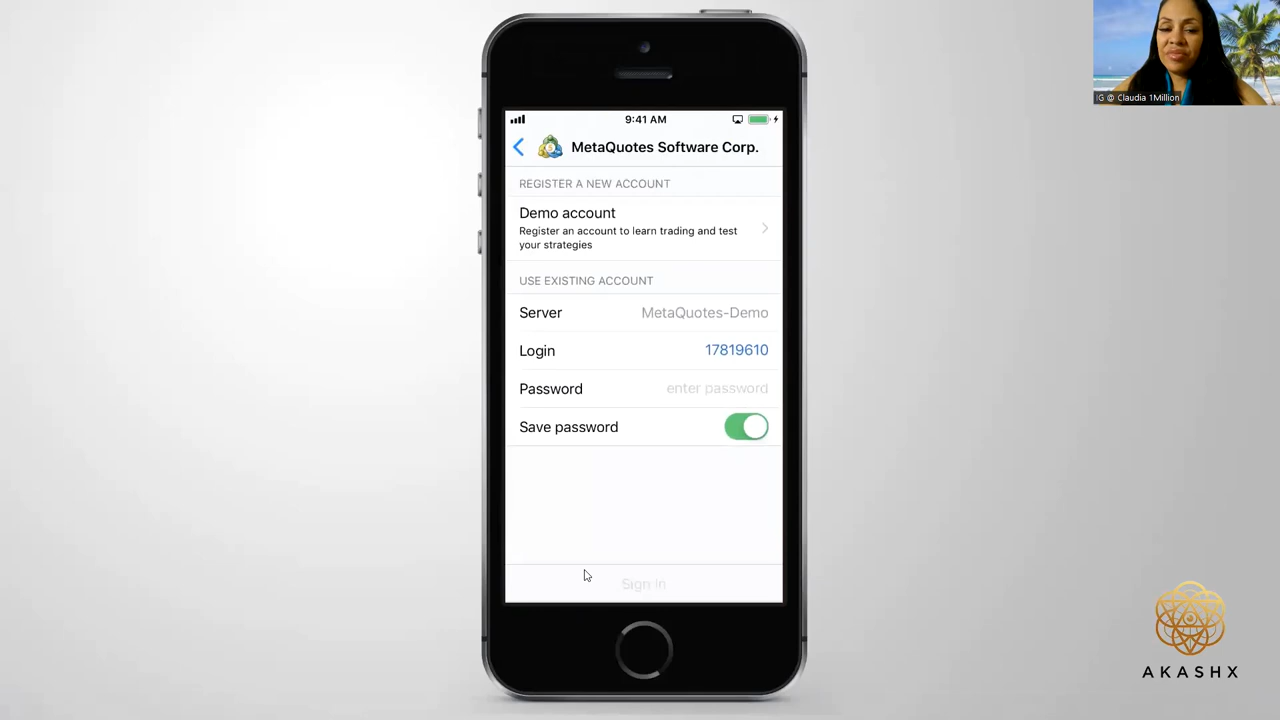 IG @ Claudia 1Million
9:41 AM
MetaQuotes Software Corp.
REGISTER A NEW ACCOUNT
Demo account
Register an account to learn trading and test
your strategies
USE EXISTING ACCOUNT
Server MetaQuotes-Demo
Login 17819610
Password enter password
Save password
Sign In
AKASHX